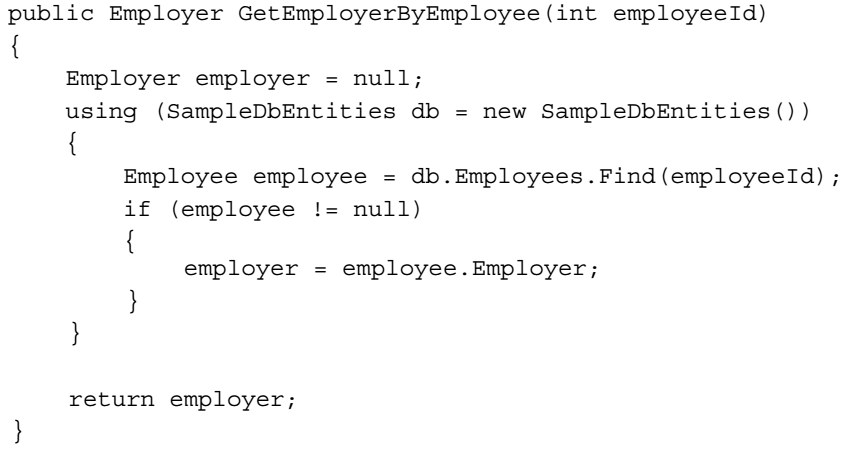 public Employer GetEmployerByEmployee(int employeeId)
{
    Employer employer = null;
    using (SampleDbEntities db = new SampleDbEntities())
    {
        Employee employee = db.Employees.Find(employeeId);
        if (employee != null)
        {
            employer = employee.Employer;
        }
    }

    return employer;
}